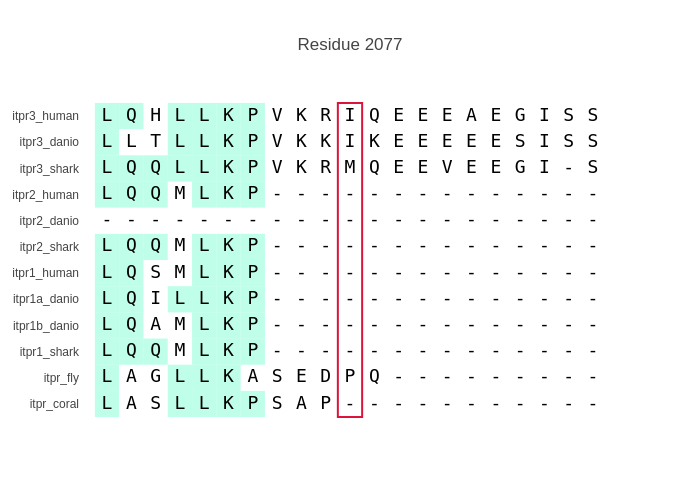 Residue 2077
itpr3_human L Q H L L K P V K R I Q E E E A E G I S S
itpr3_danio L L T L L K P V K K I K E E E E E S I S S
itpr3_shark L Q Q L L K P V K R M Q E E V E E G I - S
itpr2_human L Q Q M L K P - - - - - - - - - - - - - -
itpr2_danio - - - - - - - - - - - - - - - - - - - - -
itpr2_shark L Q Q M L K P - - - - - - - - - - - - - -
itpr1_human L Q S M L K P - - - - - - - - - - - - - -
itpr1a_danio L Q I L L K P - - - - - - - - - - - - - -
itpr1b_danio L Q A M L K P - - - - - - - - - - - - - -
itpr1_shark L Q Q M L K P - - - - - - - - - - - - - -
itpr_fly L A G L L K A S E D P Q - - - - - - - - -
itpr_coral L A S L L K P S A P - - - - - - - - - - -